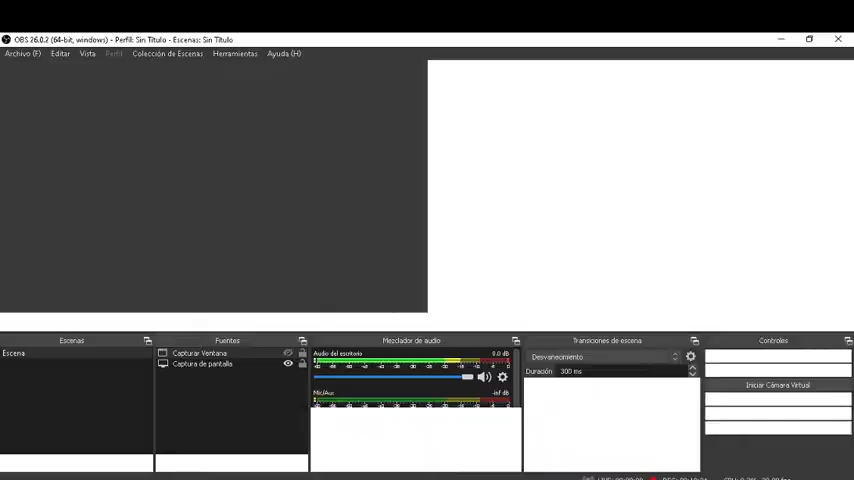 OBS 26.0.2 (64-bit, windows) - Perfil: Sin Título - Escenas: Sin Título
Archivo (F) Editar Vista Perfil Colección de Escenas Herramientas Ayuda (H)
Escenas Fuentes Mezclador de audio Transiciones de escena Controles
Escena
Capturar Ventana
Captura de pantalla
Audio del escritorio 0.0 dB
Mic/Aux -inf dB
Desvanecimiento
Duración 300 ms
Iniciar Cámara Virtual